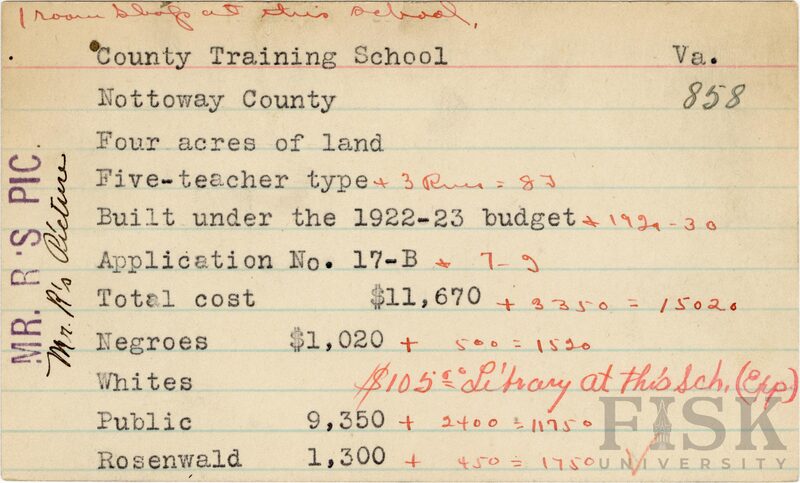 1 room Shop at this school.
County Training School Va.
Nottoway County 858
Four acres of land
Five-teacher type + 3 Rms = 8T
Built under the 1922-23 budget + 1929-30
Application No. 17-B + 7-9
Total cost $11,670 + 3350 = 15020
Negroes $1,020 + 500 = 1520
Whites $105.00 Library at this Sch. (Exp)
Public 9,350 + 2400 = 11750
Rosenwald 1,300 + 450 = 1750
MR. R'S PIC.
Mr. R's Picture
FISK
UNIVERSITY